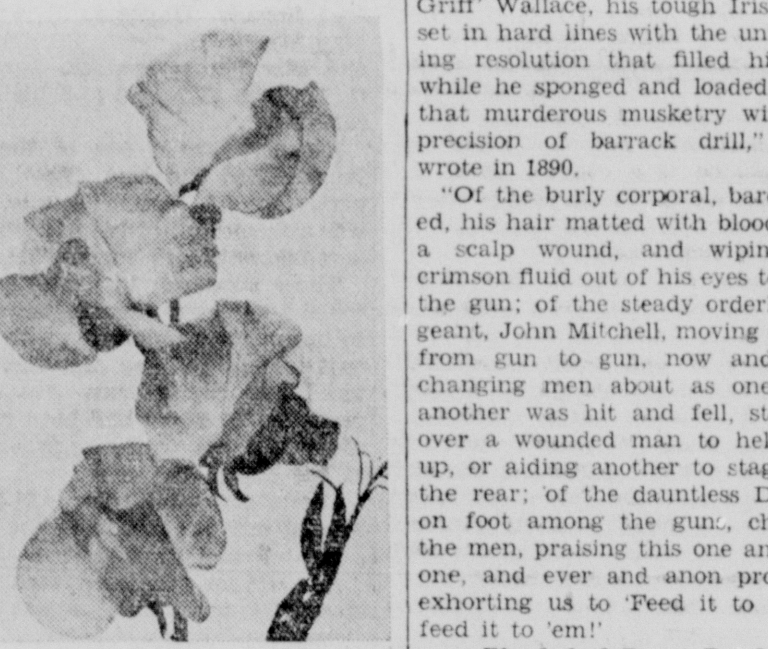 Griff' Wallace, his tough Iris
set in hard lines with the un
ing resolution that filled hi
while he sponged and loaded
that murderous musketry wi
precision of barrack drill,"
wrote in 1890.
"Of the burly corporal, bare
ed, his hair matted with blood
a scalp wound, and wipin
crimson fluid out of his eyes t
the gun; of the steady order
geant, John Mitchell, moving
from gun to gun, now and
changing men about as one
another was hit and fell, st
over a wounded man to hel
up, or aiding another to stag
the rear; of the dauntless D
on foot among the guns, ch
the men, praising this one an
one, and ever and anon pro
exhorting us to 'Feed it to
feed it to 'em!'